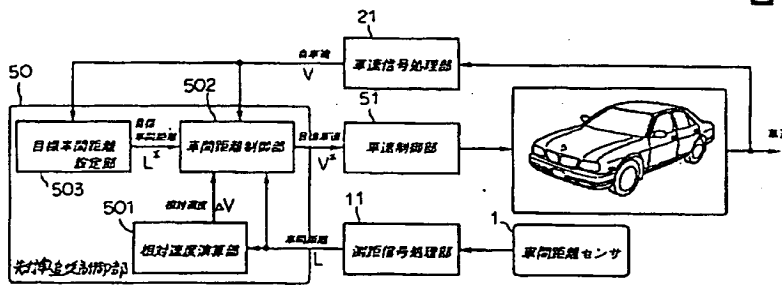 21
車速信号処理部
自車速
V
50
502
51
目標車間距離設定部
目標
車間距離
L*
車間距離制御部
目標車速
V*
車速制御部
503
501
相対速度
ΔV
11
1
相対速度演算部
車間距離
L
測距信号処理部
車間距離センサ
先行車追従制御部